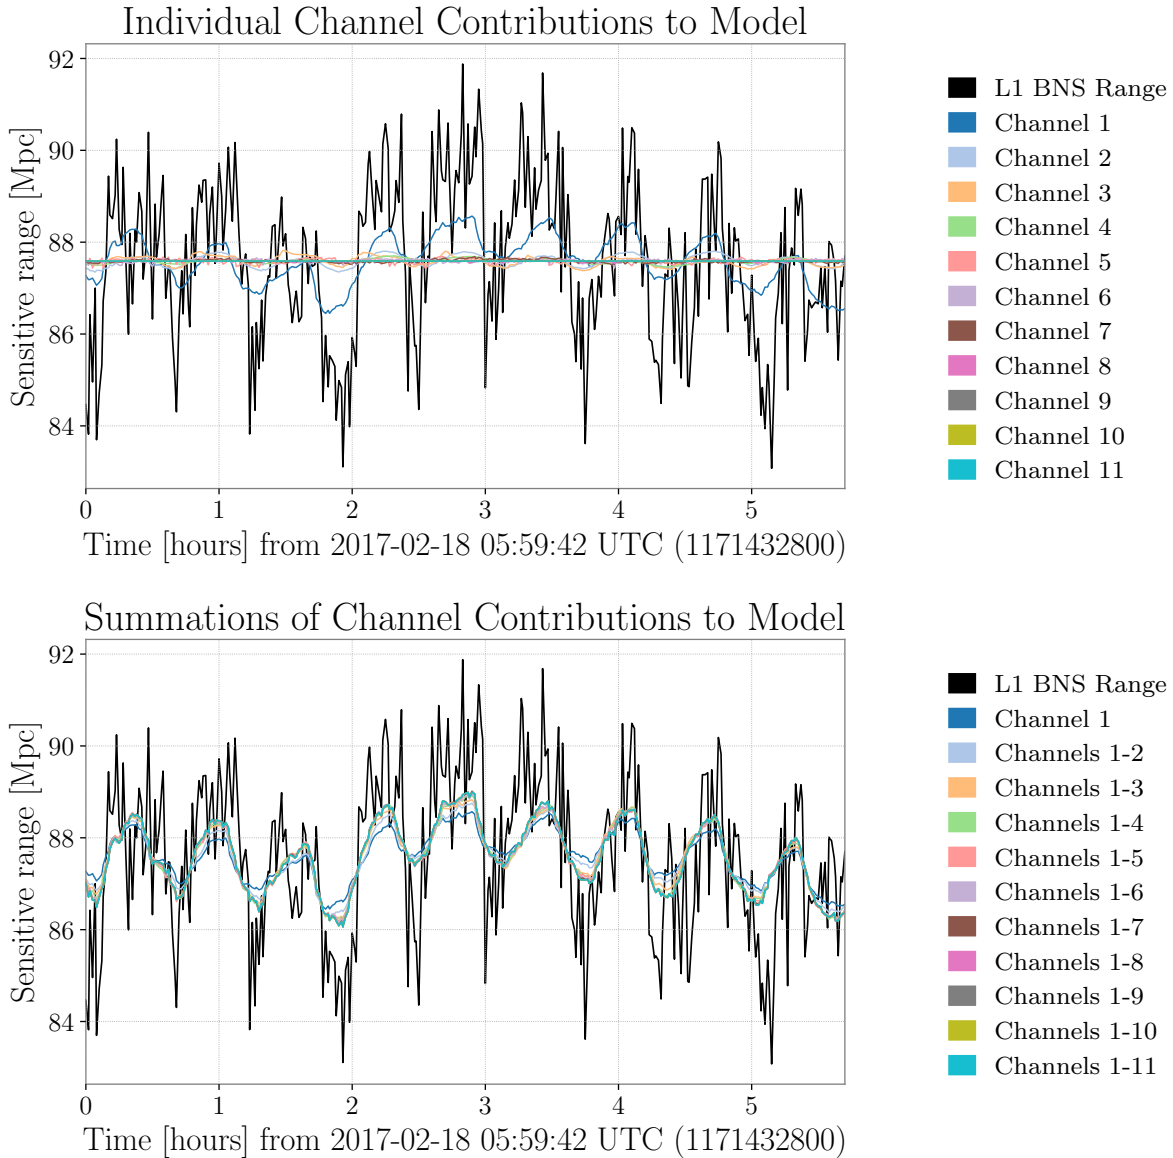 Individual Channel Contributions to Model
Sensitive range [Mpc]
92
90
88
86
84
0 1 2 3 4 5
Time [hours] from 2017-02-18 05:59:42 UTC (1171432800)
L1 BNS Range
Channel 1
Channel 2
Channel 3
Channel 4
Channel 5
Channel 6
Channel 7
Channel 8
Channel 9
Channel 10
Channel 11
Summations of Channel Contributions to Model
Sensitive range [Mpc]
92
90
88
86
84
0 1 2 3 4 5
Time [hours] from 2017-02-18 05:59:42 UTC (1171432800)
L1 BNS Range
Channel 1
Channels 1-2
Channels 1-3
Channels 1-4
Channels 1-5
Channels 1-6
Channels 1-7
Channels 1-8
Channels 1-9
Channels 1-10
Channels 1-11